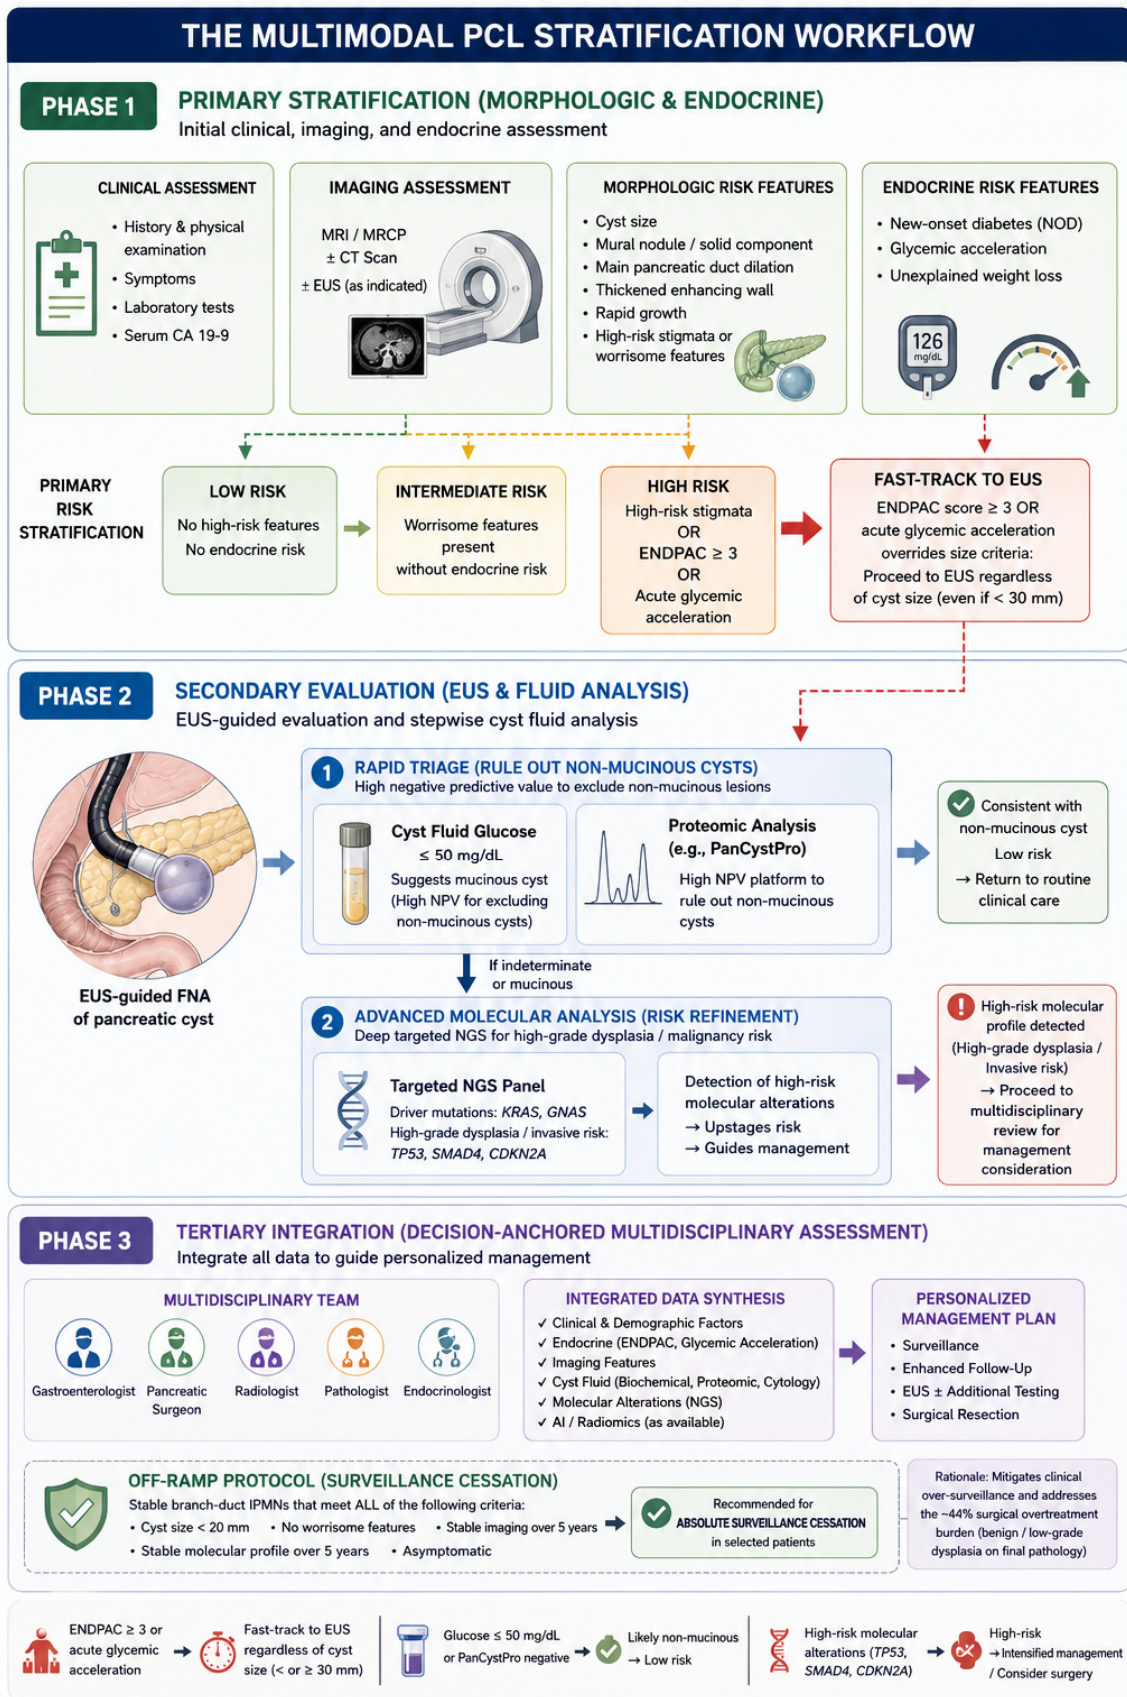 THE MULTIMODAL PCL STRATIFICATION WORKFLOW
PHASE 1
PRIMARY STRATIFICATION (MORPHOLOGIC & ENDOCRINE)
Initial clinical, imaging, and endocrine assessment
CLINICAL ASSESSMENT
• History & physical
examination
• Symptoms
• Laboratory tests
• Serum CA 19-9
IMAGING ASSESSMENT
MRI / MRCP
± CT Scan
± EUS (as indicated)
MORPHOLOGIC RISK FEATURES
• Cyst size
• Mural nodule / solid component
• Main pancreatic duct dilation
• Thickened enhancing wall
• Rapid growth
• High-risk stigmata or
worrisome features
ENDOCRINE RISK FEATURES
• New-onset diabetes (NOD)
• Glycemic acceleration
• Unexplained weight loss
126
mg/dL
PRIMARY
RISK
STRATIFICATION
LOW RISK
No high-risk features
No endocrine risk
INTERMEDIATE RISK
Worrisome features
present
without endocrine risk
HIGH RISK
High-risk stigmata
OR
ENDPAC ≥ 3
OR
Acute glycemic
acceleration
FAST-TRACK TO EUS
ENDPAC score ≥ 3 OR
acute glycemic acceleration
overrides size criteria:
Proceed to EUS regardless
of cyst size (even if < 30 mm)
PHASE 2
SECONDARY EVALUATION (EUS & FLUID ANALYSIS)
EUS-guided evaluation and stepwise cyst fluid analysis
EUS-guided FNA
of pancreatic cyst
1
RAPID TRIAGE (RULE OUT NON-MUCINOUS CYSTS)
High negative predictive value to exclude non-mucinous lesions
Cyst Fluid Glucose
≤ 50 mg/dL
Suggests mucinous cyst
(High NPV for excluding
non-mucinous cysts)
Proteomic Analysis
(e.g., PanCystPro)
High NPV platform to
rule out non-mucinous
cysts
Consistent with
non-mucinous cyst
Low risk
→ Return to routine
clinical care
If indeterminate
or mucinous
2
ADVANCED MOLECULAR ANALYSIS (RISK REFINEMENT)
Deep targeted NGS for high-grade dysplasia / malignancy risk
Targeted NGS Panel
Driver mutations: KRAS, GNAS
High-grade dysplasia / invasive risk:
TP53, SMAD4, CDKN2A
Detection of high-risk
molecular alterations
→ Upstages risk
→ Guides management
High-risk molecular
profile detected
(High-grade dysplasia /
Invasive risk)
→ Proceed to
multidisciplinary
review for
management
consideration
PHASE 3
TERTIARY INTEGRATION (DECISION-ANCHORED MULTIDISCIPLINARY ASSESSMENT)
Integrate all data to guide personalized management
MULTIDISCIPLINARY TEAM
Gastroenterologist
Pancreatic
Surgeon
Radiologist
Pathologist
Endocrinologist
INTEGRATED DATA SYNTHESIS
✓ Clinical & Demographic Factors
✓ Endocrine (ENDPAC, Glycemic Acceleration)
✓ Imaging Features
✓ Cyst Fluid (Biochemical, Proteomic, Cytology)
✓ Molecular Alterations (NGS)
✓ AI / Radiomics (as available)
PERSONALIZED
MANAGEMENT PLAN
• Surveillance
• Enhanced Follow-Up
• EUS ± Additional Testing
• Surgical Resection
OFF-RAMP PROTOCOL (SURVEILLANCE CESSATION)
Stable branch-duct IPMNs that meet ALL of the following criteria:
• Cyst size < 20 mm • No worrisome features • Stable imaging over 5 years
• Stable molecular profile over 5 years • Asymptomatic
Recommended for
ABSOLUTE SURVEILLANCE CESSATION
in selected patients
Rationale: Mitigates clinical
over-surveillance and addresses
the ~44% surgical overtreatment
burden (benign / low-grade
dysplasia on final pathology)
ENDPAC ≥ 3 or
acute glycemic
acceleration
Fast-track to EUS
regardless of cyst
size (< or ≥ 30 mm)
Glucose ≤ 50 mg/dL
or PanCystPro negative
Likely non-mucinous
→ Low risk
High-risk molecular
alterations (TP53,
SMAD4, CDKN2A)
High-risk
→ Intensified management
/ Consider surgery